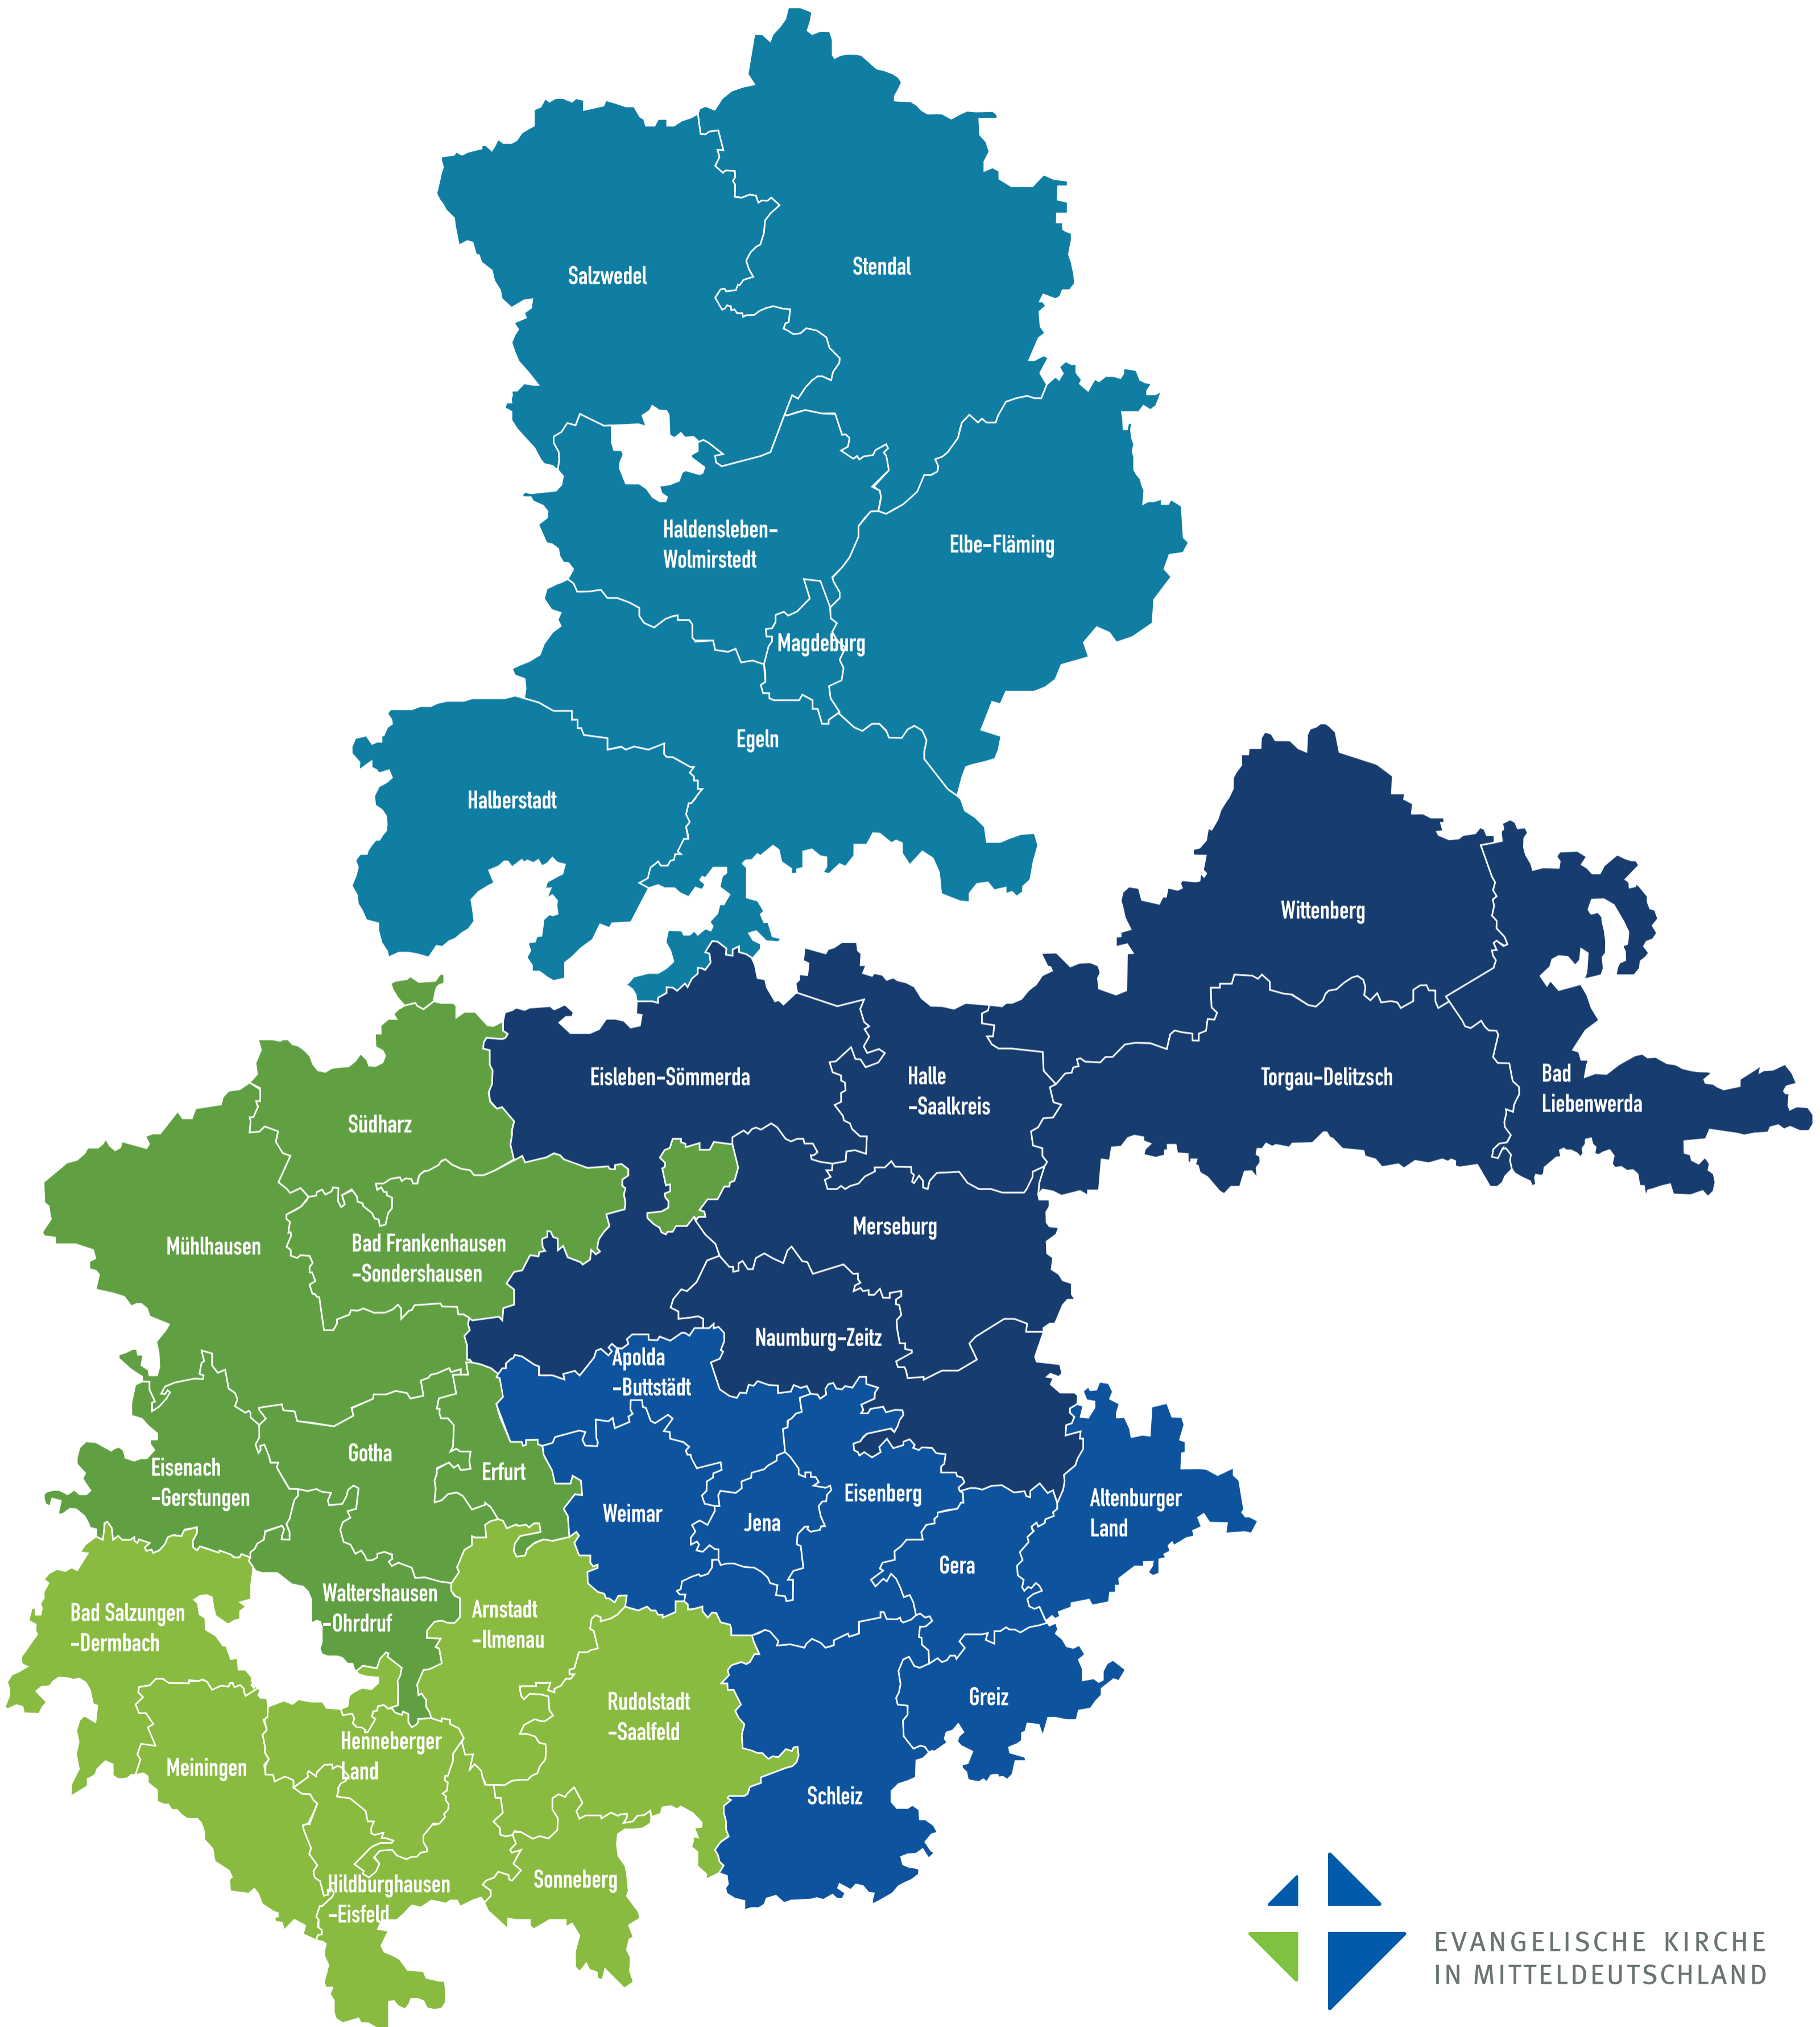 Salzwedel
Stendal
Haldensleben-
Wolmirstedt
Elbe-Fläming
Magdeburg
Egeln
Halberstadt
Wittenberg
Eisleben-Sömmerda
Halle
-Saalkreis
Torgau-Delitzsch
Bad
Liebenwerda
Südharz
Mühlhausen
Bad Frankenhausen
-Sondershausen
Merseburg
Naumburg-Zeitz
Apolda
-Buttstädt
Eisenach
-Gerstungen
Gotha
Erfurt
Weimar
Jena
Eisenberg
Altenburger
Land
Gera
Bad Salzungen
-Dermbach
Waltershausen
-Ohrdruf
Arnstadt
-Ilmenau
Rudolstadt
-Saalfeld
Greiz
Meiningen
Henneberger
Land
Schleiz
Hildburghausen
-Eisfeld
Sonneberg
EVANGELISCHE KIRCHE
IN MITTELDEUTSCHLAND